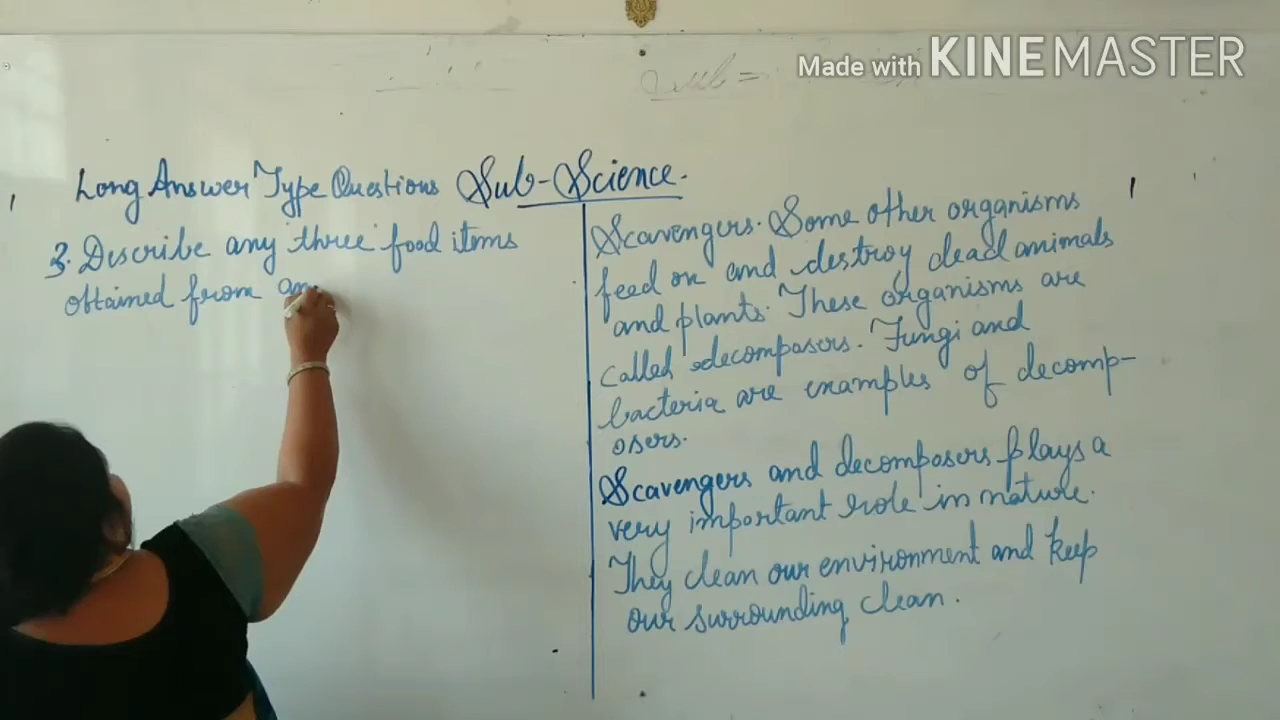 Made with KINEMASTER
Sub =
Long Answer Type Questions Sub-Science.
3. Describe any three food items
obtained from an
Scavengers. Some other organisms
feed on and destroy dead animals
and plants. These organisms are
called decomposers. Fungi and
bacteria are examples of decomp-
osers.
Scavengers and decomposers plays a
very important role in nature.
They clean our environment and keep
our surrounding clean.